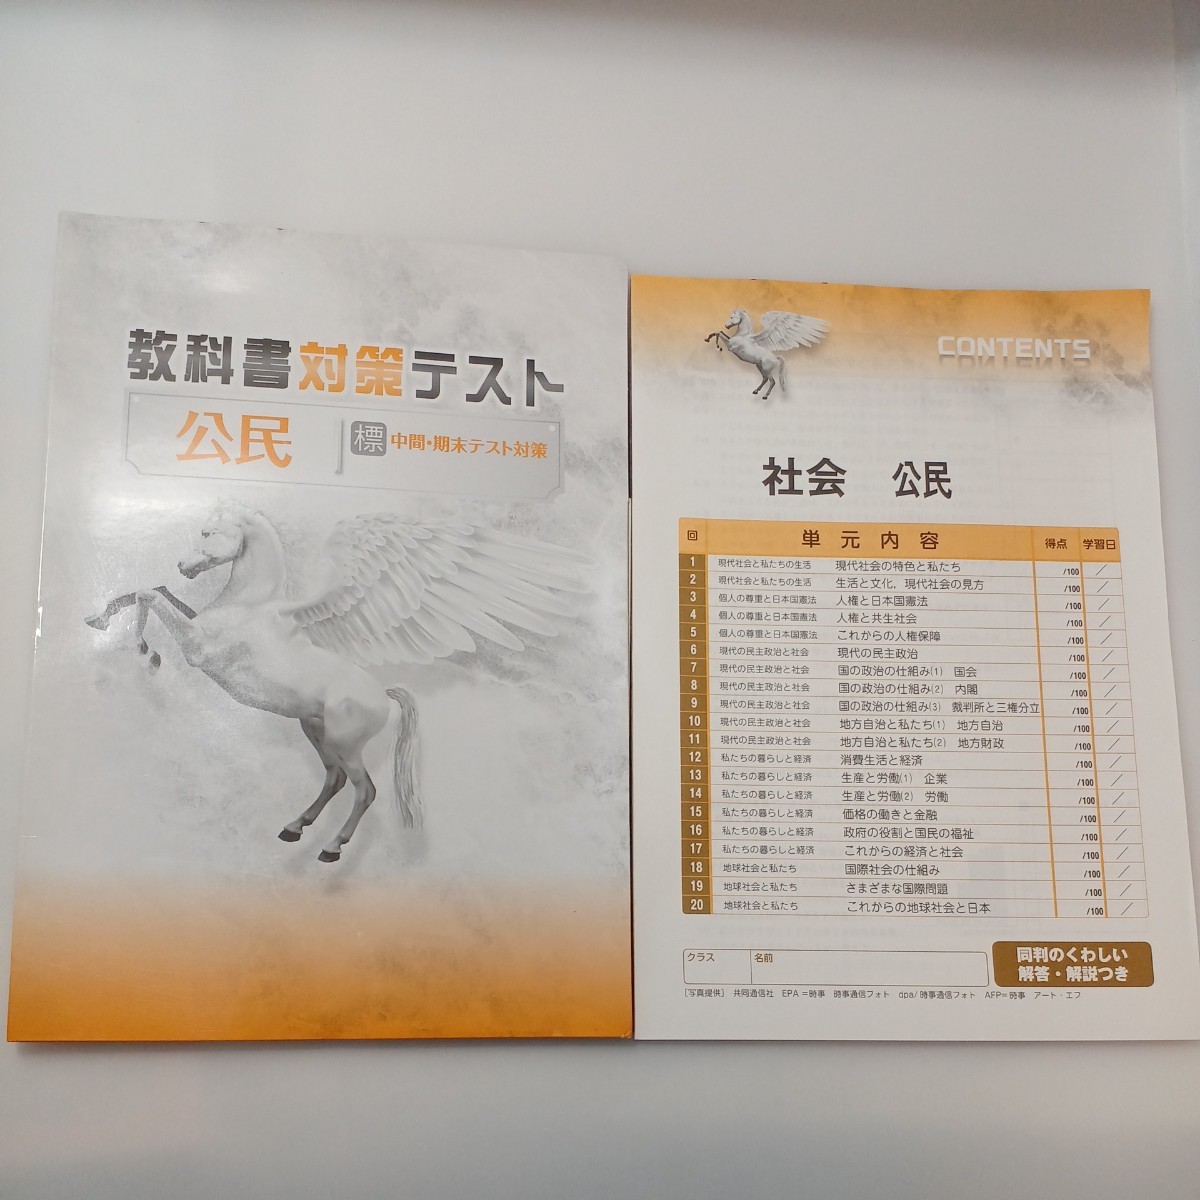 教科書対策テスト
公民 標 中間・期末テスト対策
CONTENTS
社会 公民
回 単元内容 得点 学習日
1 現代社会と私たちの生活 現代社会の特色と私たち /100 /
2 現代社会と私たちの生活 生活と文化，現代社会の見方 /100 /
3 個人の尊重と日本国憲法 人権と日本国憲法 /100 /
4 個人の尊重と日本国憲法 人権と共生社会 /100 /
5 個人の尊重と日本国憲法 これからの人権保障 /100 /
6 現代の民主政治と社会 現代の民主政治 /100 /
7 現代の民主政治と社会 国の政治の仕組み(1) 国会 /100 /
8 現代の民主政治と社会 国の政治の仕組み(2) 内閣 /100 /
9 現代の民主政治と社会 国の政治の仕組み(3) 裁判所と三権分立 /100 /
10 現代の民主政治と社会 地方自治と私たち(1) 地方自治 /100 /
11 現代の民主政治と社会 地方自治と私たち(2) 地方財政 /100 /
12 私たちの暮らしと経済 消費生活と経済 /100 /
13 私たちの暮らしと経済 生産と労働(1) 企業 /100 /
14 私たちの暮らしと経済 生産と労働(2) 労働 /100 /
15 私たちの暮らしと経済 価格の働きと金融 /100 /
16 私たちの暮らしと経済 政府の役割と国民の福祉 /100 /
17 私たちの暮らしと経済 これからの経済と社会 /100 /
18 地球社会と私たち 国際社会の仕組み /100 /
19 地球社会と私たち さまざまな国際問題 /100 /
20 地球社会と私たち これからの地球社会と日本 /100 /
クラス 名前
同判のくわしい
解答・解説つき
[写真提供] 共同通信社 EPA＝時事 時事通信フォト dpa/時事通信フォト AFP＝時事 アート・エフ